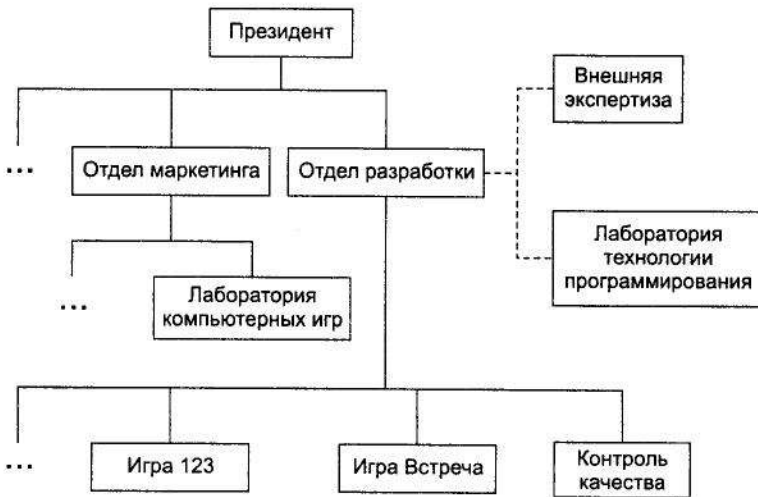 Президент
Внешняя
экспертиза
...
Отдел маркетинга
Отдел разработки
Лаборатория
технологии
программирования
...
Лаборатория
компьютерных игр
...
Игра 123
Игра Встреча
Контроль
качества